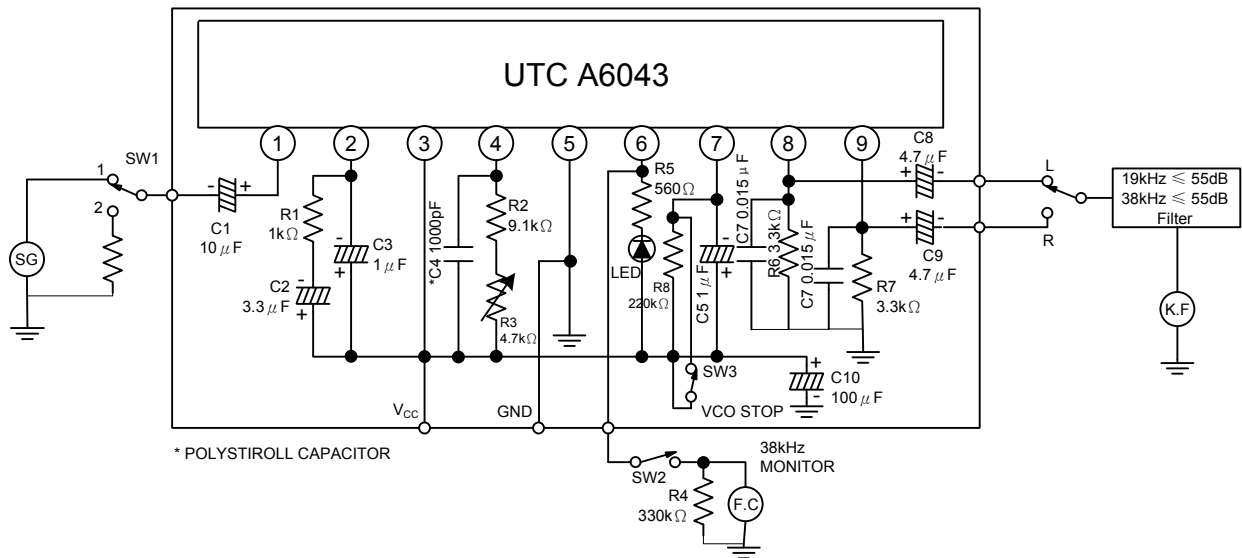 UTC A6043
1
2
3
4
5
6
7
8
9
SW1
1
2
SG
- +
C1
10μF
R1
1kΩ
-
C2
3.3μF
+
-
C3
1μF
+
*C4 1000pF
R2
9.1kΩ
R3
4.7kΩ
R5
560Ω
LED
R8
220kΩ
-
+
C5 1μF
C7 0.015μF
R6 3.3kΩ
C7 0.015μF
R7
3.3kΩ
C8
4.7μF
+ -
+ -
C9
4.7μF
L
R
19kHz ≤ 55dB
38kHz ≤ 55dB
Filter
K.F
SW3
VCO STOP
+
C10
-
100μF
VCC
GND
* POLYSTIROLL CAPACITOR
SW2
38kHz
MONITOR
R4
330kΩ
F.C